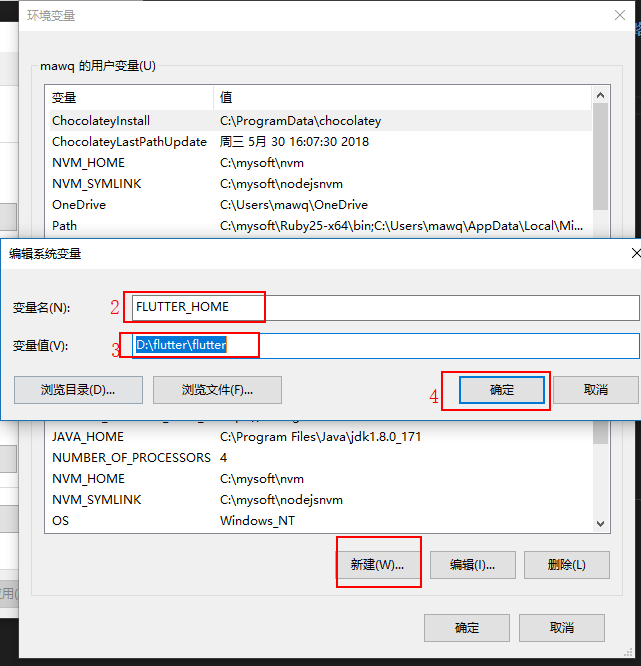 环境变量
mawq 的用户变量(U)
变量 值
ChocolateyInstall C:\ProgramData\chocolatey
ChocolateyLastPathUpdate 周三 5月 30 16:07:30 2018
NVM_HOME C:\mysoft\nvm
NVM_SYMLINK C:\mysoft\nodejsnvm
OneDrive C:\Users\mawq\OneDrive
Path C:\mysoft\Ruby25-x64\bin;C:\Users\mawq\AppData\Local\Mi...
编辑系统变量
变量名(N): 2 FLUTTER_HOME
变量值(V): 3 D:\flutter\flutter
浏览目录(D)... 浏览文件(F)... 4 确定 取消
JAVA_HOME C:\Program Files\Java\jdk1.8.0_171
NUMBER_OF_PROCESSORS 4
NVM_HOME C:\mysoft\nvm
NVM_SYMLINK C:\mysoft\nodejsnvm
OS Windows_NT
新建(W)... 编辑(I)... 删除(L)
确定 取消